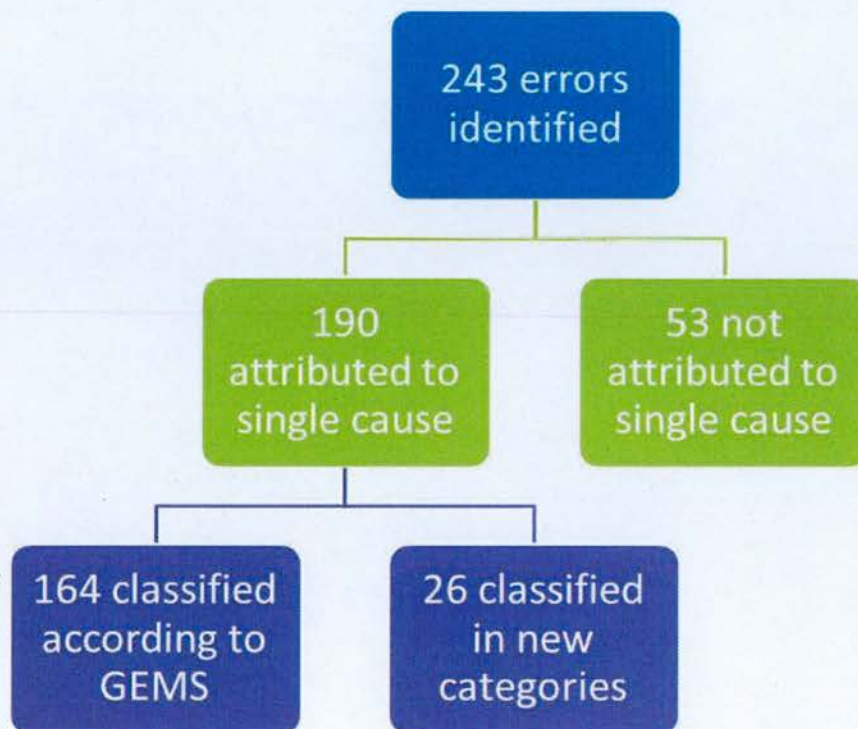 243 errors
identified
190
attributed to
single cause
53 not
attributed to
single cause
164 classified
according to
GEMS
26 classified
in new
categories